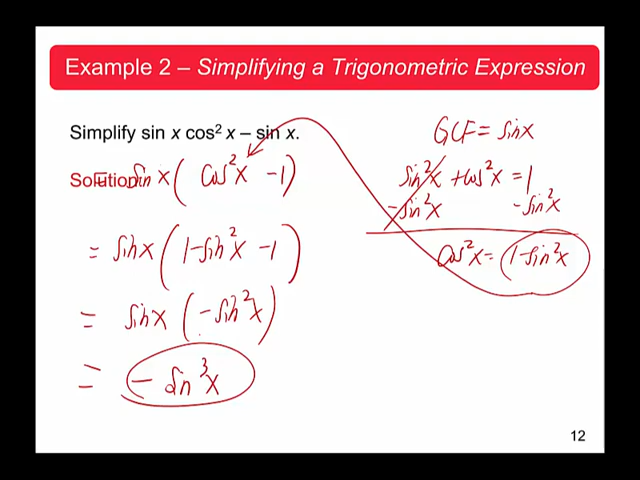 Example 2 – Simplifying a Trigonometric Expression
Simplify sin x cos² x – sin x.
Solution
= sin x ( cos²x -1)
= sin x ( 1-sin²x -1 )
= sin x ( -sin²x )
= - sin³x
GCF = sin x
sin²x + cos²x = 1
-sin²x -sin²x
cos²x = 1-sin²x
12